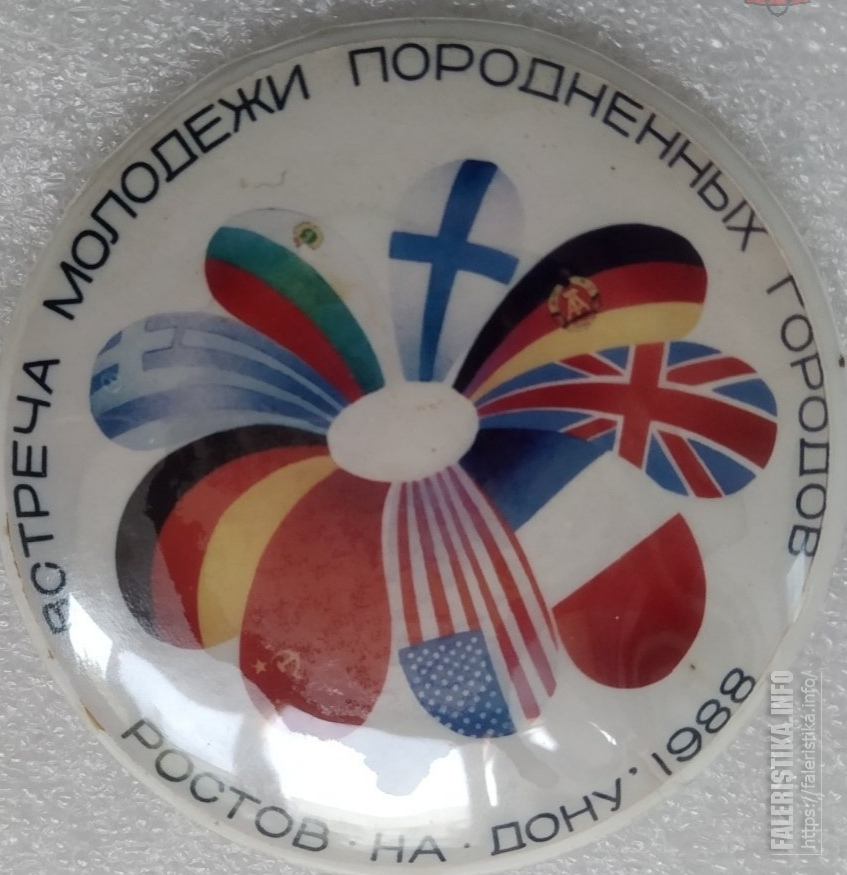 ВСТРЕЧА МОЛОДЕЖИ ПОРОДНЕННЫХ ГОРОДОВ
РОСТОВ · НА · ДОНУ · 1988
FALERISTIKA.INFO
https://faleristika.info/